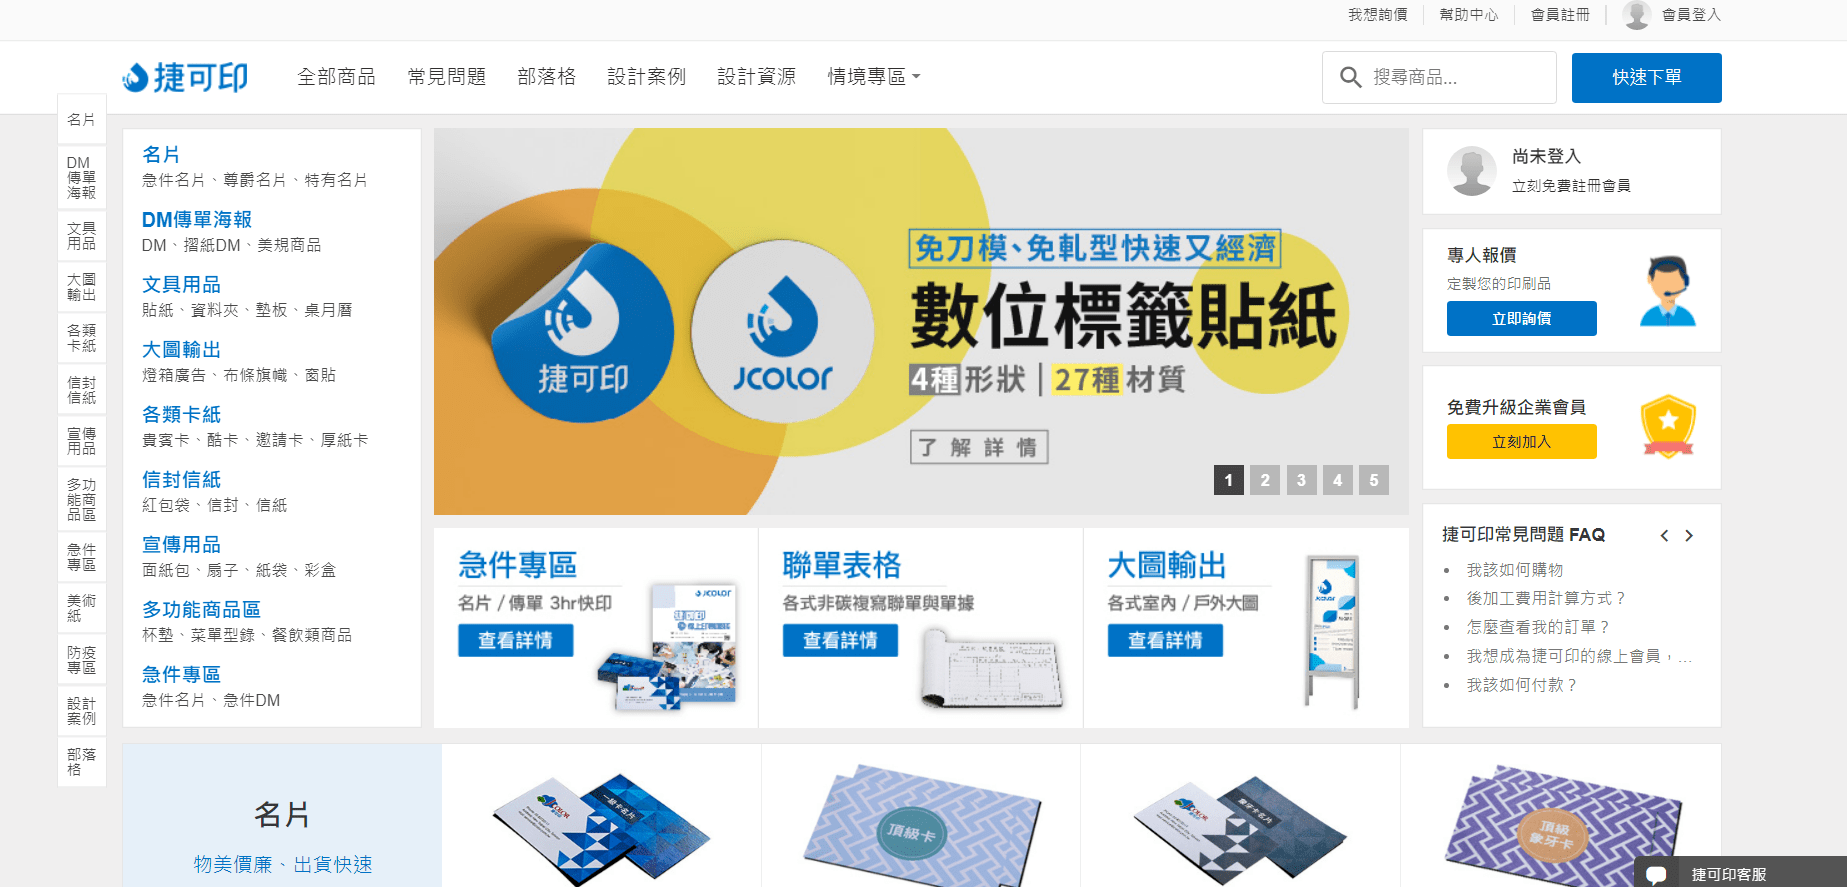 我想詢價
幫助中心
會員註冊
會員登入
捷可印
全部商品
常見問題
部落格
設計案例
設計資源
情境專區
搜尋商品...
快速下單
名片
DM
傳單
海報
文具
用品
大圖
輸出
各類
卡紙
信封
信紙
宣傳
用品
多功
能商
品區
急件
專區
美術
紙
防疫
專區
設計
案例
部落
格
名片
急件名片、尊爵名片、特有名片
DM傳單海報
DM、摺紙DM、美規商品
文具用品
貼紙、資料夾、墊板、桌月曆
大圖輸出
燈箱廣告、布條旗幟、窗貼
各類卡紙
貴賓卡、酷卡、邀請卡、厚紙卡
信封信紙
紅包袋、信封、信紙
宣傳用品
面紙包、扇子、紙袋、彩盒
多功能商品區
杯墊、菜單型錄、餐飲類商品
急件專區
急件名片、急件DM
捷可印
JCOLOR
免刀模、免軋型快速又經濟
數位標籤貼紙
4種形狀｜27種材質
了解詳情
1 2 3 4 5
急件專區
名片 / 傳單 3hr快印
查看詳情
JCOLOR
聯單表格
各式非碳複寫聯單與單據
查看詳情
大圖輸出
各式室內 / 戶外大圖
查看詳情
JCOLOR
尚未登入
立刻免費註冊會員
專人報價
定製您的印刷品
立即詢價
免費升級企業會員
立刻加入
捷可印常見問題 FAQ
我該如何購物
後加工費用計算方式？
怎麼查看我的訂單？
我想成為捷可印的線上會員，...
我該如何付款？
名片
物美價廉、出貨快速
一級卡名片
頂級卡
象牙卡名片
頂級
象牙卡
捷可印客服